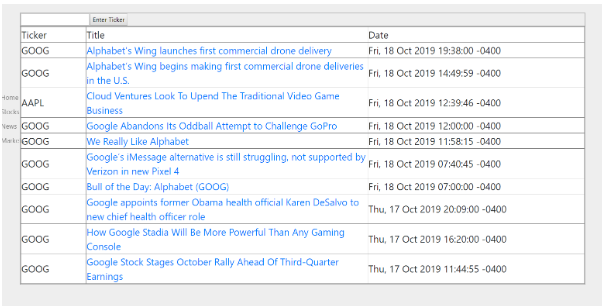 Enter Ticker
Ticker Title Date
GOOG Alphabet's Wing launches first commercial drone delivery Fri, 18 Oct 2019 19:38:00 -0400
GOOG Alphabet's Wing begins making first commercial drone deliveries Fri, 18 Oct 2019 14:49:59 -0400
in the U.S.
AAPL Cloud Ventures Look To Upend The Traditional Video Game Fri, 18 Oct 2019 12:39:46 -0400
Business
Home
Stocks
News
GOOG Google Abandons Its Oddball Attempt to Challenge GoPro Fri, 18 Oct 2019 12:00:00 -0400
GOOG We Really Like Alphabet Fri, 18 Oct 2019 11:58:15 -0400
GOOG Google's iMessage alternative is still struggling, not supported by Fri, 18 Oct 2019 07:40:45 -0400
Verizon in new Pixel 4
GOOG Bull of the Day: Alphabet (GOOG) Fri, 18 Oct 2019 07:00:00 -0400
GOOG Google appoints former Obama health official Karen DeSalvo to Thu, 17 Oct 2019 20:09:00 -0400
new chief health officer role
GOOG How Google Stadia Will Be More Powerful Than Any Gaming Thu, 17 Oct 2019 16:20:00 -0400
Console
GOOG Google Stock Stages October Rally Ahead Of Third-Quarter Thu, 17 Oct 2019 11:44:55 -0400
Earnings